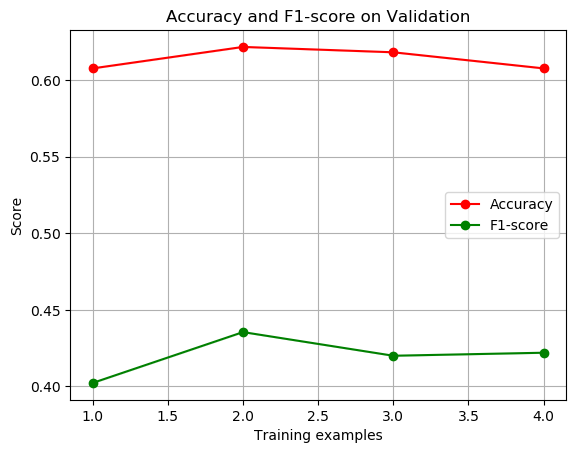 Accuracy and F1-score on Validation
0.60
0.55
0.50
0.45
0.40
Score
Accuracy
F1-score
1.0 1.5 2.0 2.5 3.0 3.5 4.0
Training examples